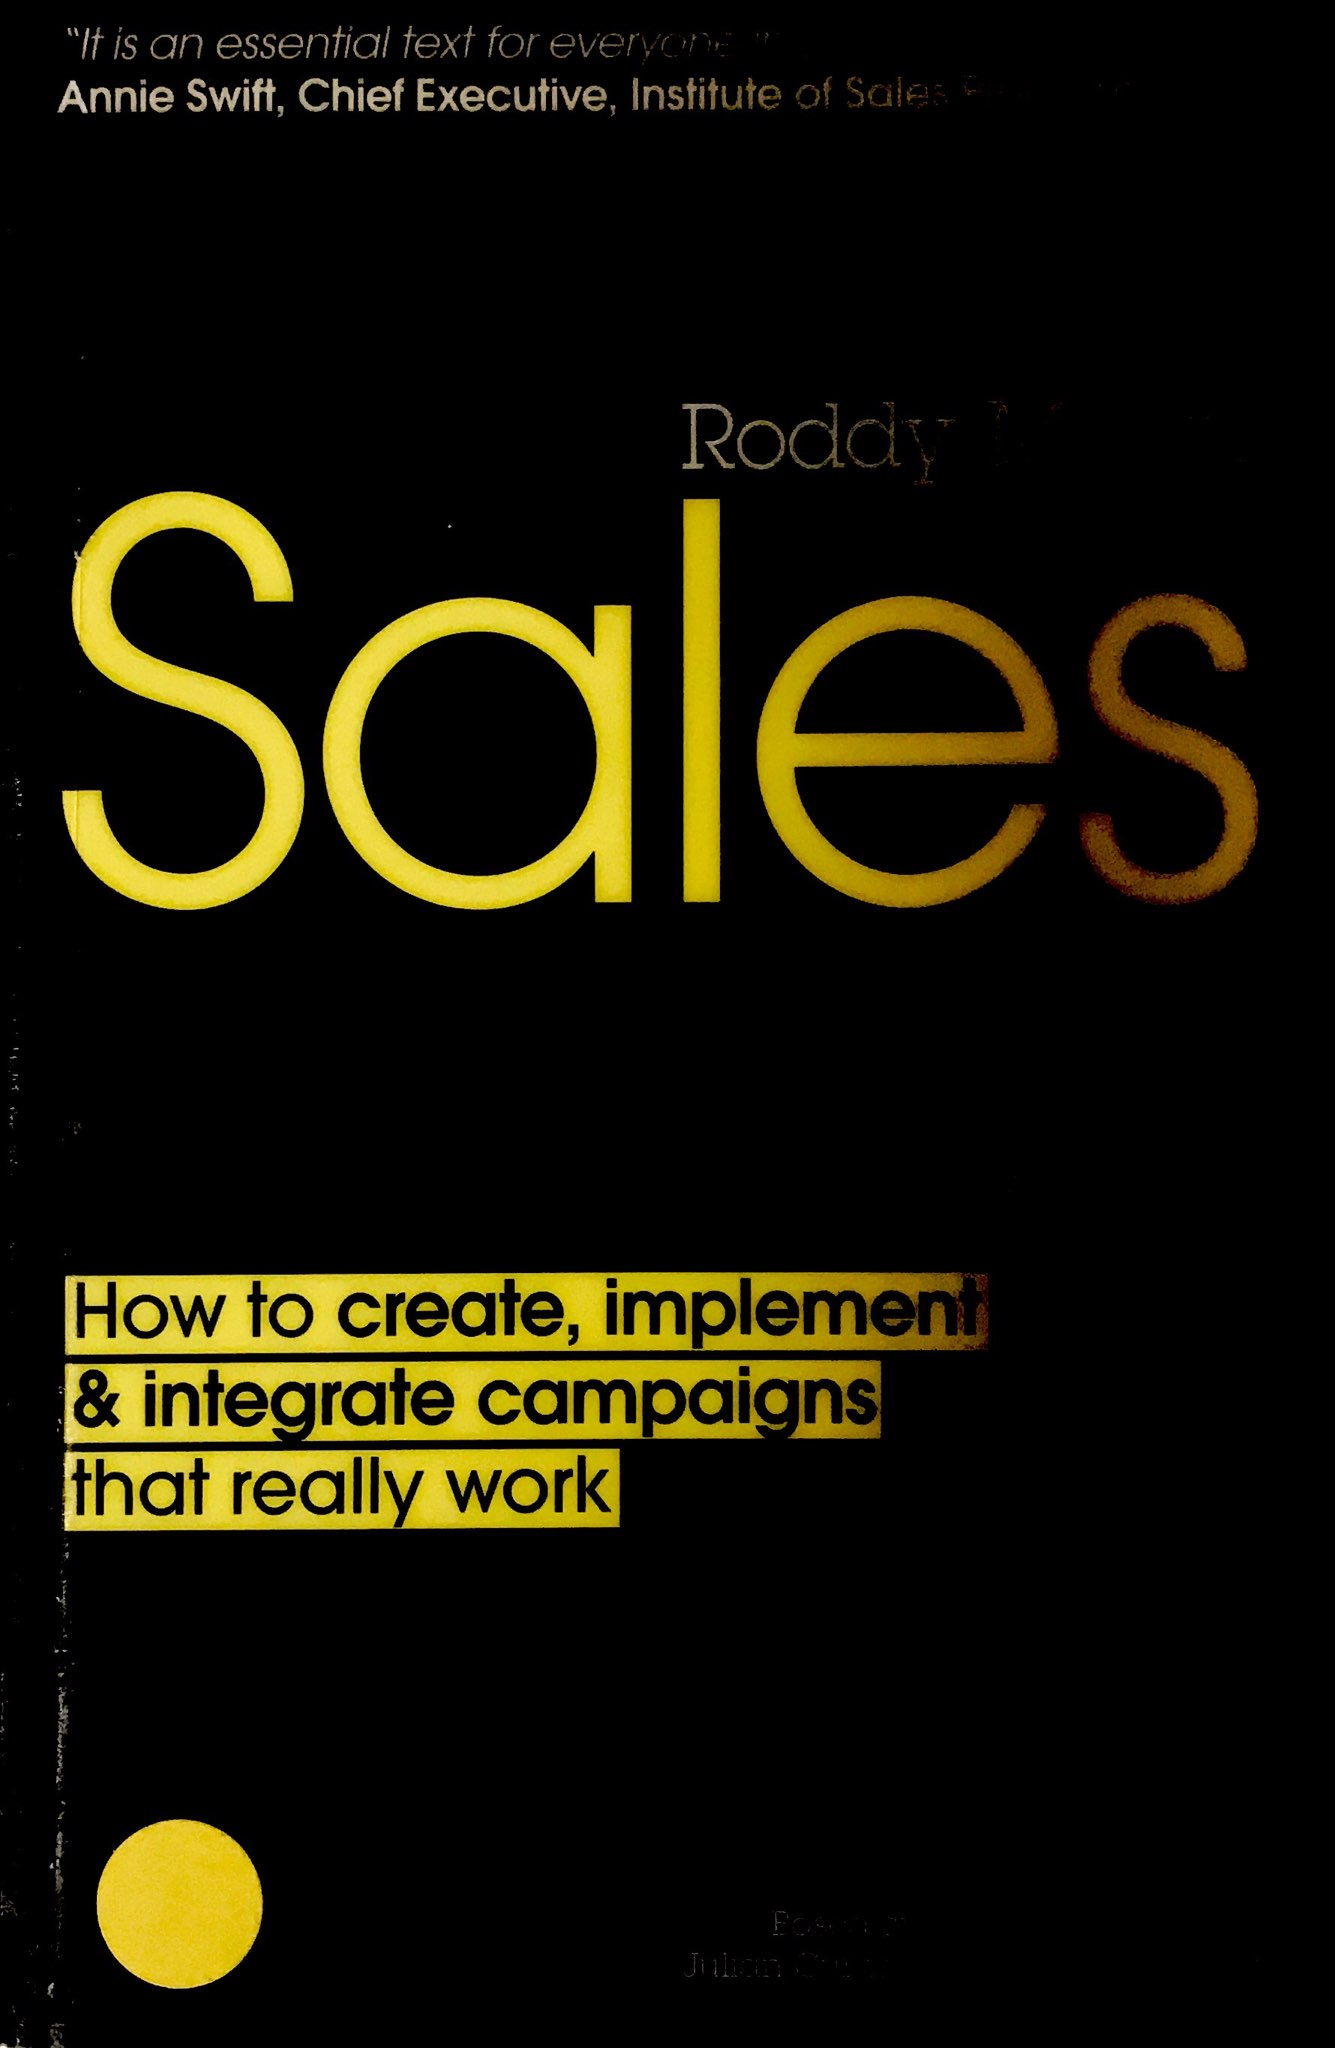 "It is an essential text for everyone
Annie Swift, Chief Executive, Institute of Sales
Roddy
Sales
How to create, implement
& integrate campaigns
that really work
Julian